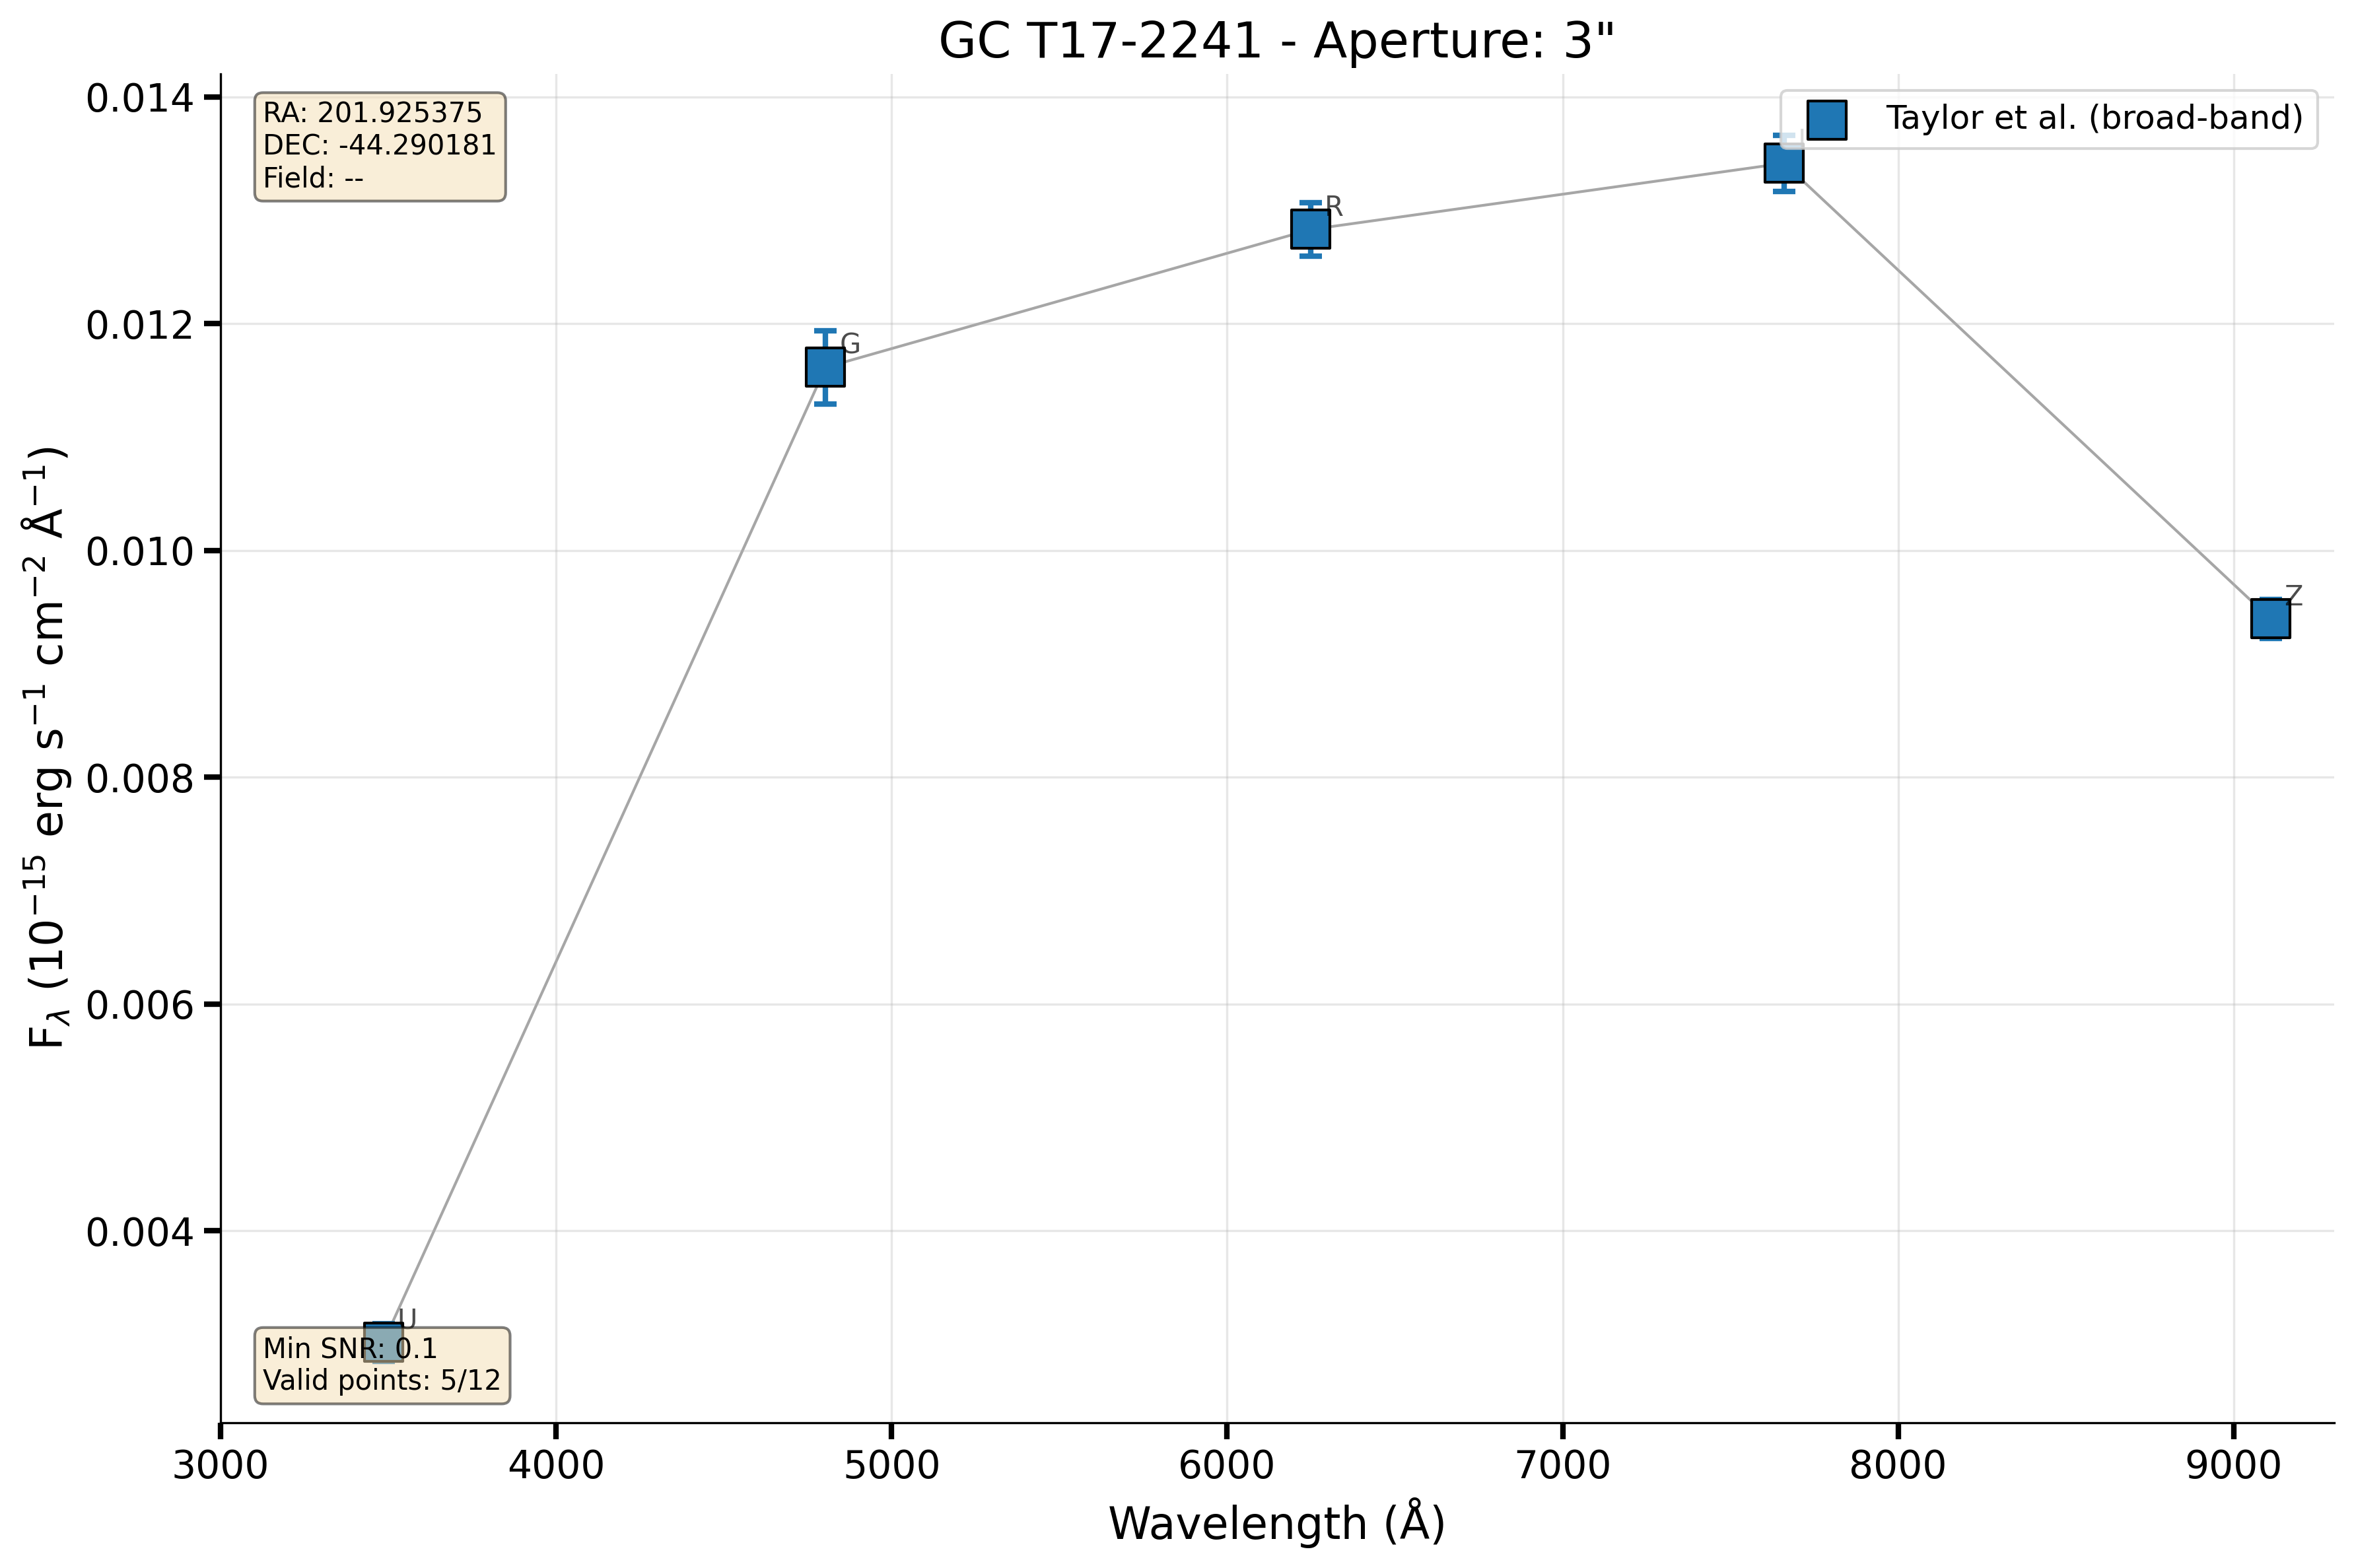 GC T17-2241 - Aperture: 3"
RA: 201.925375
DEC: -44.290181
Field: --
Taylor et al. (broad-band)
I
R
G
Z
U
Min SNR: 0.1
Valid points: 5/12
0.014
0.012
0.010
0.008
0.006
0.004
F$_{λ}$ (10$^{−15}$ erg s$^{−1}$ cm$^{−2}$ Å$^{−1}$)
3000 4000 5000 6000 7000 8000 9000
Wavelength (Å)